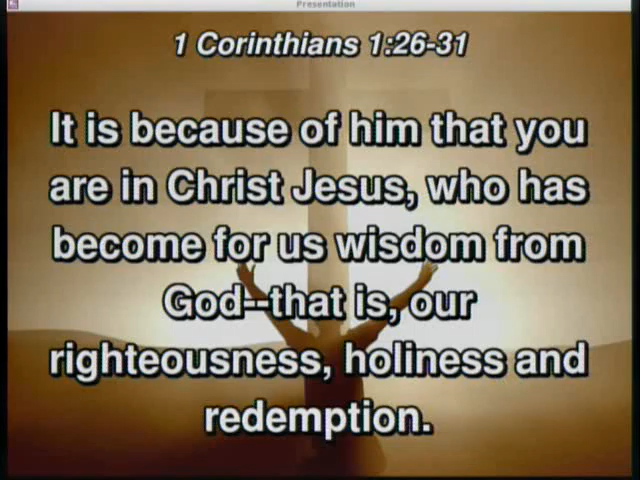 Presentation
1 Corinthians 1:26-31
It is because of him that you
are in Christ Jesus, who has
become for us wisdom from
God--that is, our
righteousness, holiness and
redemption.